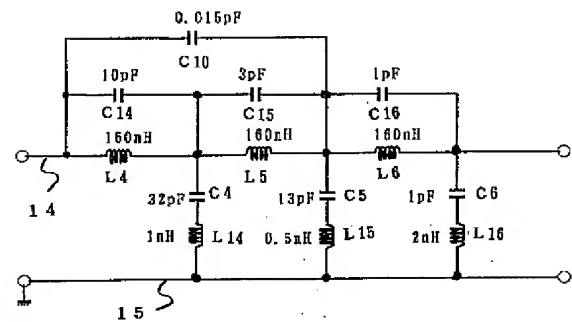 0.015pF
C10
10pF 3pF 1pF
C14 C15 C16
160nH 160nH 160nH
L4 L5 L6
14
32pF C4 13pF C5 1pF C6
1nH L14 0.5nH L15 2nH L16
15